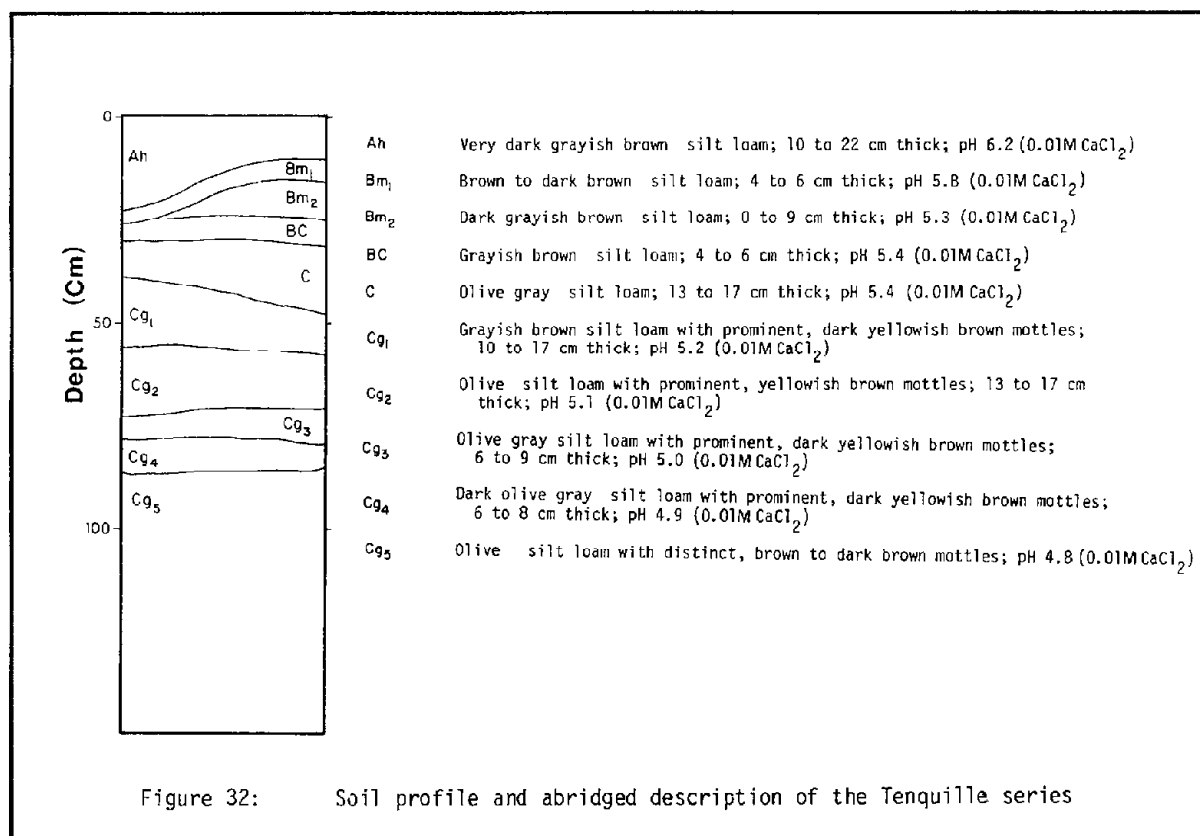 0
50
100
Depth (Cm)
Ah
Bm₁
Bm₂
BC
C
Cg₁
Cg₂
Cg₃
Cg₄
Cg₅
Ah Very dark grayish brown silt loam; 10 to 22 cm thick; pH 6.2 (0.01M CaCl₂)
Bm₁ Brown to dark brown silt loam; 4 to 6 cm thick; pH 5.8 (0.01M CaCl₂)
Bm₂ Dark grayish brown silt loam; 0 to 9 cm thick; pH 5.3 (0.01M CaCl₂)
BC Grayish brown silt loam; 4 to 6 cm thick; pH 5.4 (0.01M CaCl₂)
C Olive gray silt loam; 13 to 17 cm thick; pH 5.4 (0.01M CaCl₂)
Cg₁ Grayish brown silt loam with prominent, dark yellowish brown mottles;
10 to 17 cm thick; pH 5.2 (0.01M CaCl₂)
Cg₂ Olive silt loam with prominent, yellowish brown mottles; 13 to 17 cm
thick; pH 5.1 (0.01M CaCl₂)
Cg₃ Olive gray silt loam with prominent, dark yellowish brown mottles;
6 to 9 cm thick; pH 5.0 (0.01M CaCl₂)
Cg₄ Dark olive gray silt loam with prominent, dark yellowish brown mottles;
6 to 8 cm thick; pH 4.9 (0.01M CaCl₂)
Cg₅ Olive silt loam with distinct, brown to dark brown mottles; pH 4.8 (0.01M CaCl₂)
Figure 32: Soil profile and abridged description of the Tenquille series